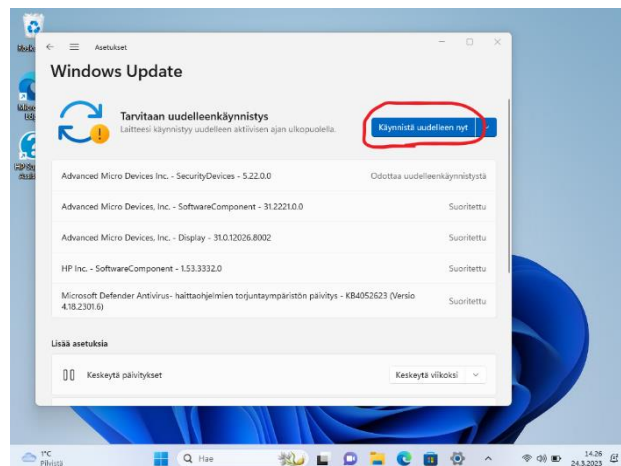 Asetukset
Windows Update
Tarvitaan uudelleenkäynnistys
Laitteesi käynnistyy uudelleen aktiivisen ajan ulkopuolella.
Käynnistä uudelleen nyt
Advanced Micro Devices Inc. - SecurityDevices - 5.22.0.0
Odottaa uudelleenkäynnistystä
Advanced Micro Devices, Inc. - SoftwareComponent - 31.2221.0.0
Suoritettu
Advanced Micro Devices, Inc. - Display - 31.0.12026.8002
Suoritettu
HP Inc. - SoftwareComponent - 1.53.3332.0
Suoritettu
Microsoft Defender Antivirus- haittaohjelmien torjuntaympäristön päivitys - KB4052623 (Versio
4.18.2301.6)
Suoritettu
Lisää asetuksia
Keskeytä päivitykset
Keskeytä viikoksi
1°C
Pilvistä
Hae
14.26
24.3.2023